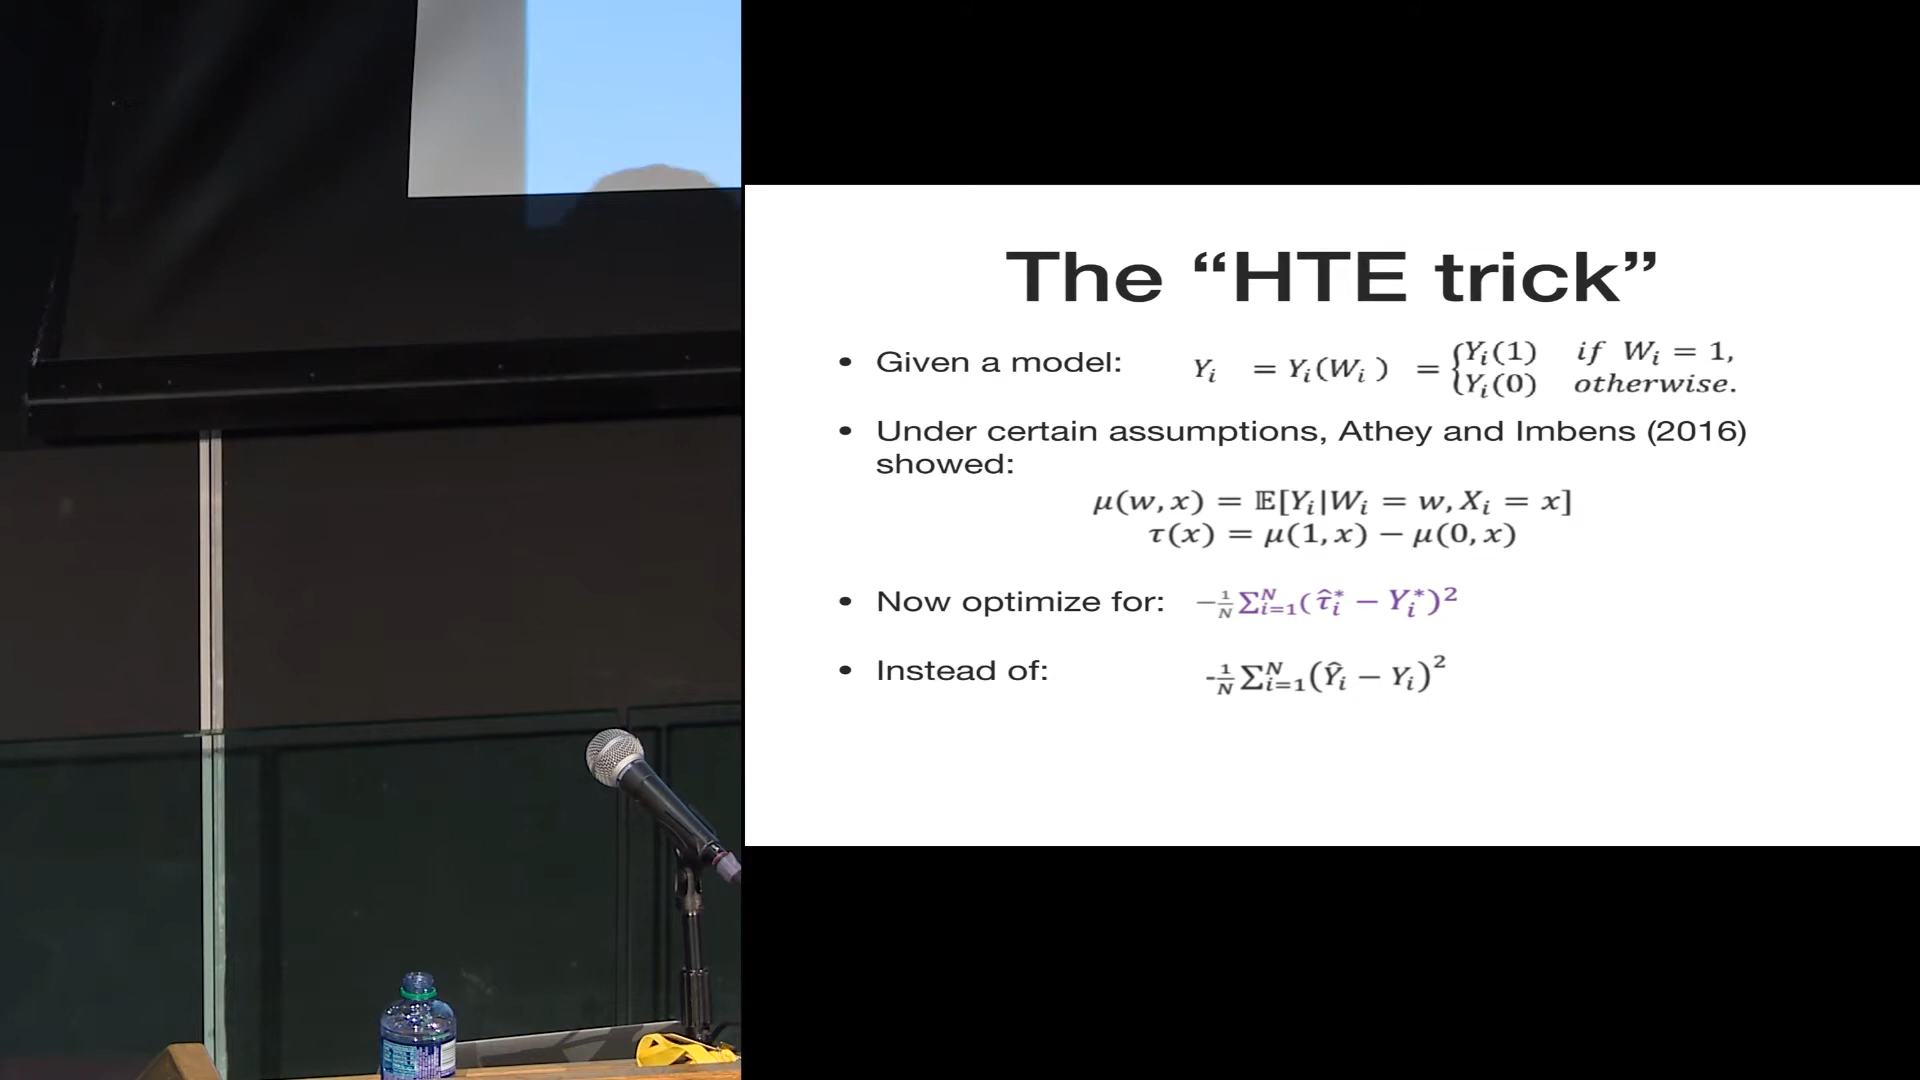 The “HTE trick”
• Given a model: Yᵢ = Yᵢ(Wᵢ) = {Yᵢ(1) if Wᵢ = 1,
Yᵢ(0) otherwise.
• Under certain assumptions, Athey and Imbens (2016)
showed:
μ(w, x) = 𝔼[Yᵢ|Wᵢ = w, Xᵢ = x]
τ(x) = μ(1, x) − μ(0, x)
• Now optimize for: −1/N Σᵢ₌₁ᴺ(τ̂ᵢ* − Yᵢ*)²
• Instead of: -1/N Σᵢ₌₁ᴺ(Ŷᵢ − Yᵢ)²